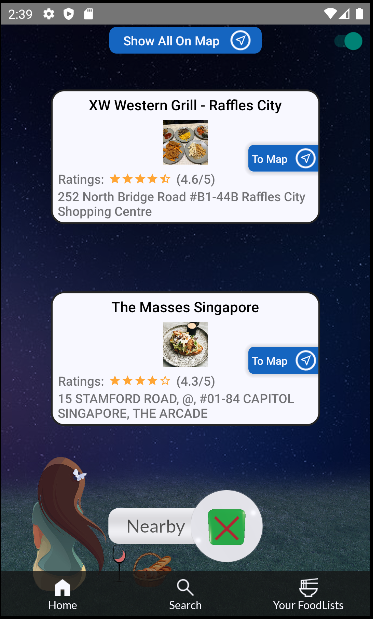 2:39
Show All On Map
XW Western Grill - Raffles City
To Map
Ratings: (4.6/5)
252 North Bridge Road #B1-44B Raffles City
Shopping Centre
The Masses Singapore
To Map
Ratings: (4.3/5)
15 STAMFORD ROAD, @, #01-84 CAPITOL
SINGAPORE, THE ARCADE
Nearby
Home
Search
Your FoodLists